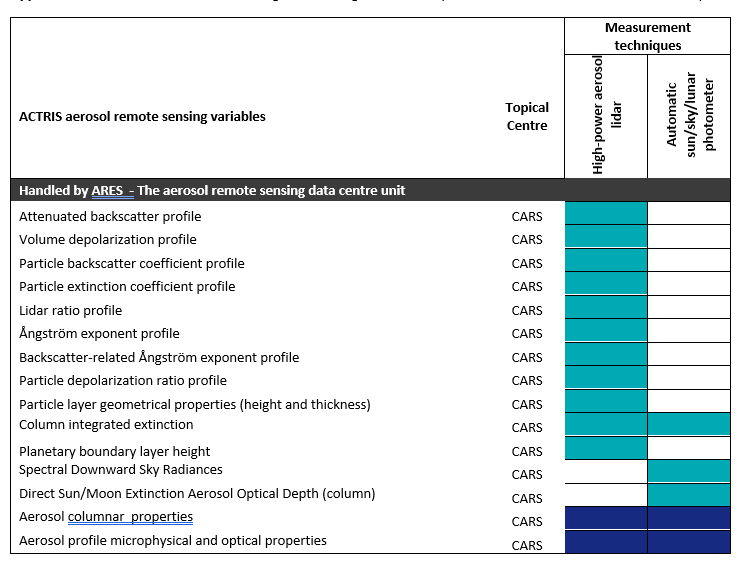 Measurement
techniques
ACTRIS aerosol remote sensing variables
Topical
Centre
High-power aerosol
lidar
Automatic
sun/sky/lunar
photometer
Handled by ARES - The aerosol remote sensing data centre unit
Attenuated backscatter profile CARS
Volume depolarization profile CARS
Particle backscatter coefficient profile CARS
Particle extinction coefficient profile CARS
Lidar ratio profile CARS
Ångström exponent profile CARS
Backscatter-related Ångström exponent profile CARS
Particle depolarization ratio profile CARS
Particle layer geometrical properties (height and thickness) CARS
Column integrated extinction CARS
Planetary boundary layer height CARS
Spectral Downward Sky Radiances CARS
Direct Sun/Moon Extinction Aerosol Optical Depth (column) CARS
Aerosol columnar properties CARS
Aerosol profile microphysical and optical properties CARS